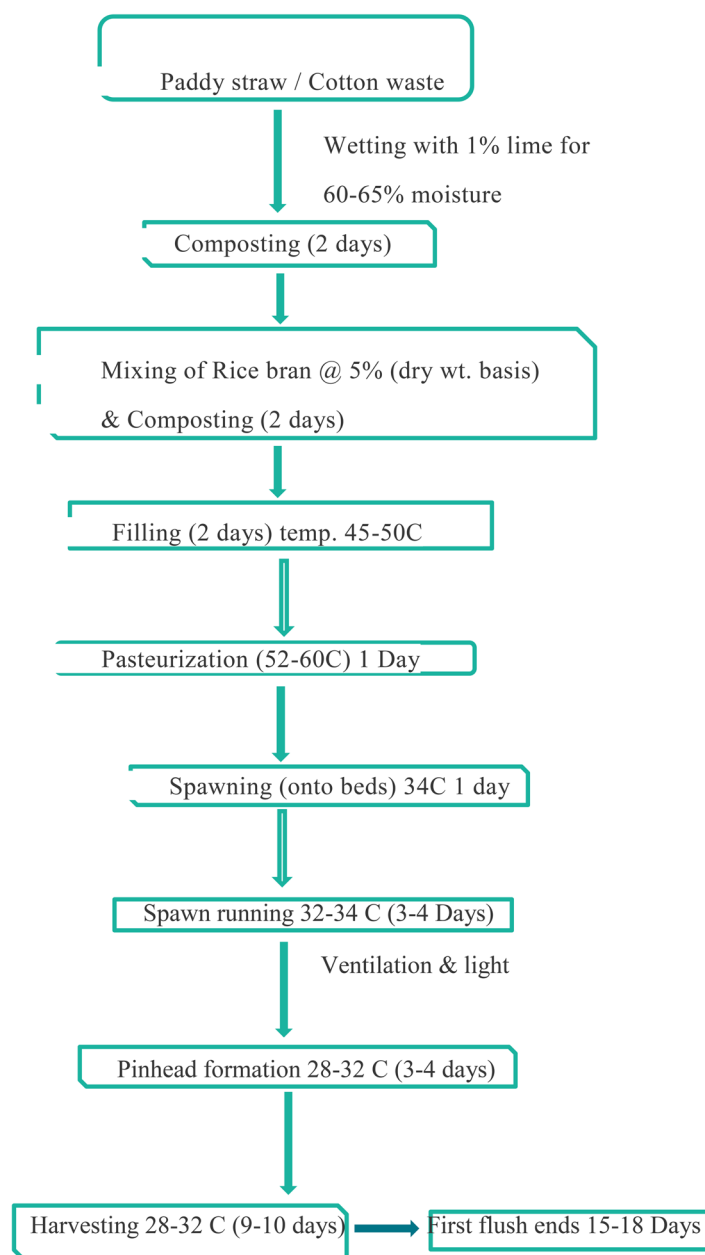 Paddy straw / Cotton waste
Wetting with 1% lime for
60-65% moisture
Composting (2 days)
Mixing of Rice bran @ 5% (dry wt. basis)
& Composting (2 days)
Filling (2 days) temp. 45-50C
Pasteurization (52-60C) 1 Day
Spawning (onto beds) 34C 1 day
Spawn running 32-34 C (3-4 Days)
Ventilation & light
Pinhead formation 28-32 C (3-4 days)
Harvesting 28-32 C (9-10 days)
First flush ends 15-18 Days